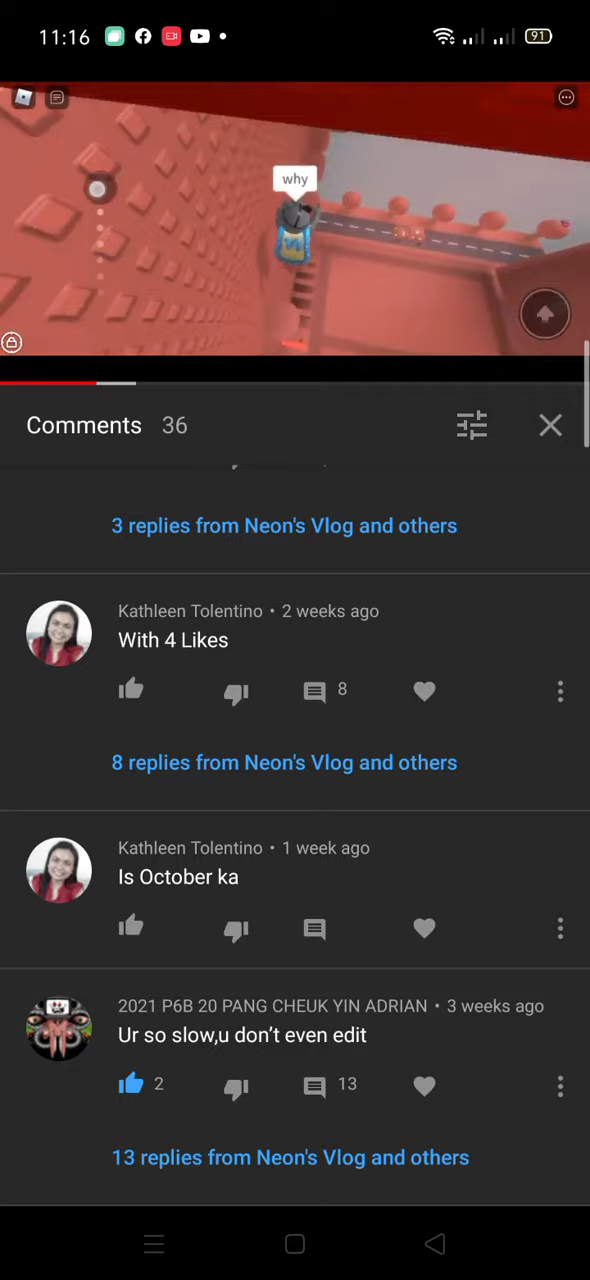 11:16
91
why
Comments 36
3 replies from Neon's Vlog and others
Kathleen Tolentino • 2 weeks ago
With 4 Likes
8
8 replies from Neon's Vlog and others
Kathleen Tolentino • 1 week ago
Is October ka
2021 P6B 20 PANG CHEUK YIN ADRIAN • 3 weeks ago
Ur so slow,u don’t even edit
2 13
13 replies from Neon's Vlog and others